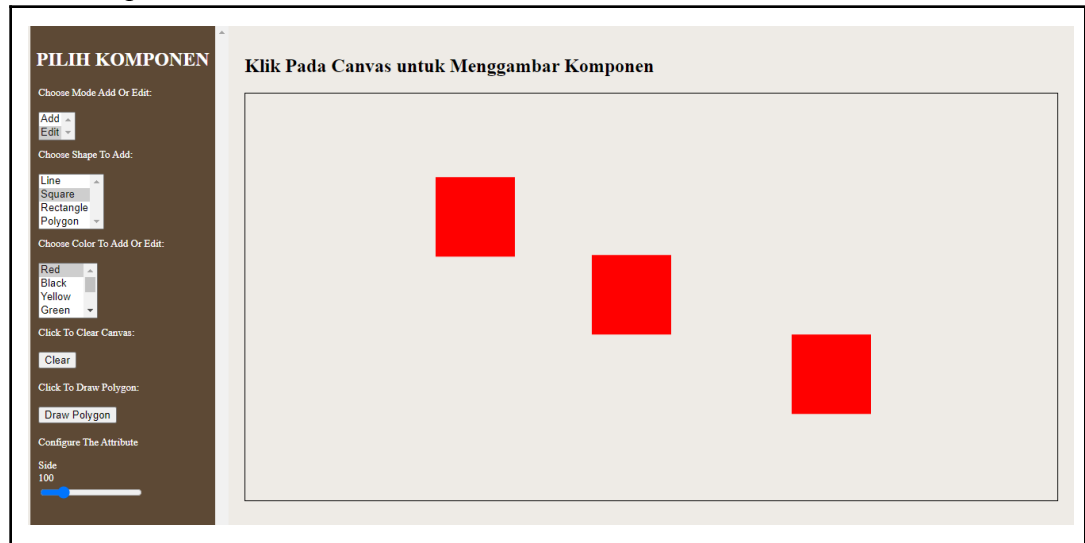 PILIH KOMPONEN
Choose Mode Add Or Edit:
Add
Edit
Choose Shape To Add:
Line
Square
Rectangle
Polygon
Choose Color To Add Or Edit:
Red
Black
Yellow
Green
Click To Clear Canvas:
Clear
Click To Draw Polygon:
Draw Polygon
Configure The Attribute
Side
100
Klik Pada Canvas untuk Menggambar Komponen